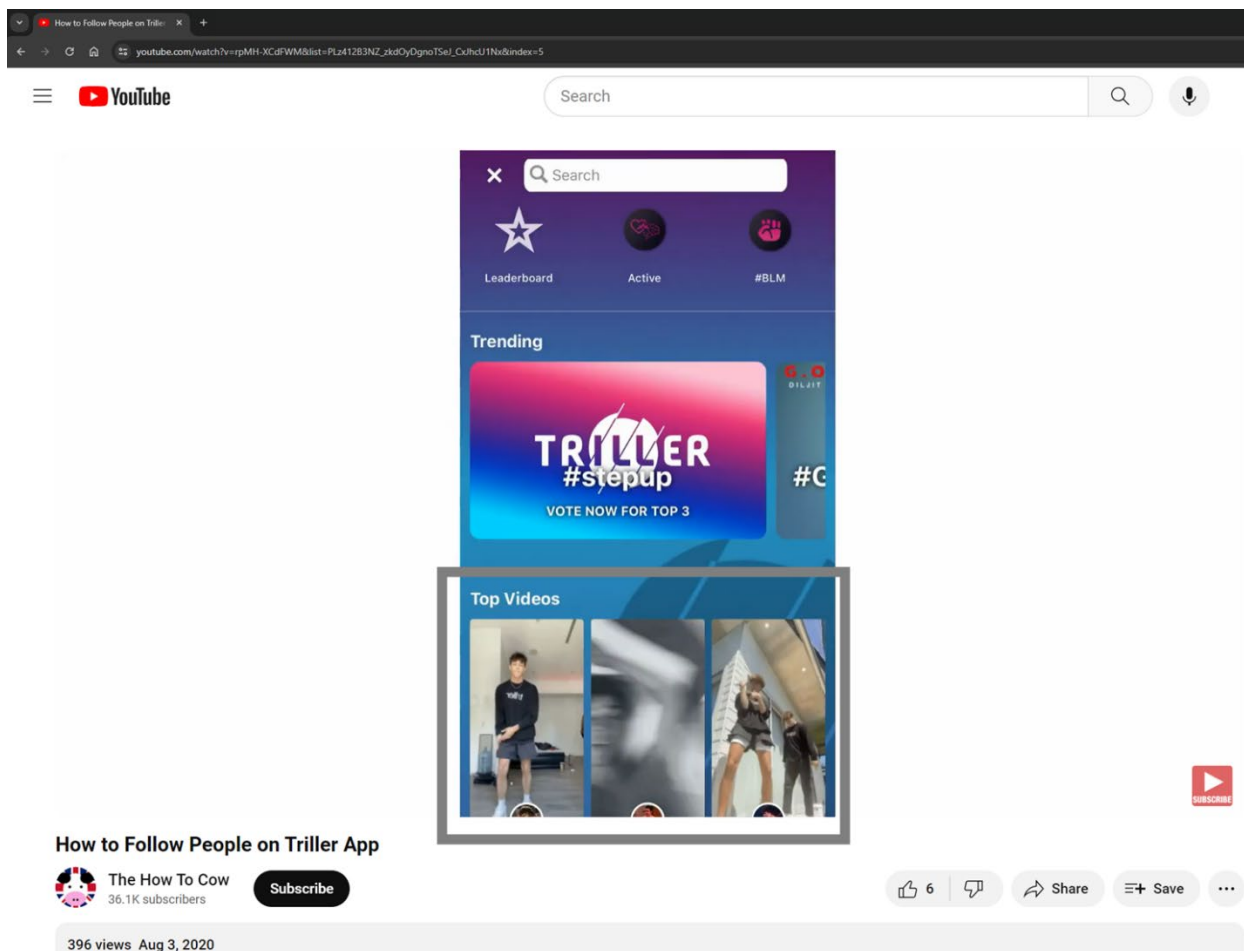 How to Follow People on Triller
youtube.com/watch?v=rpMH-XCdFWM&list=PLz412B3NZ_zkdOyDgnoTSeJ_CxJhcU1Nx&index=5
YouTube
Search
Search
Leaderboard Active #BLM
Trending
G.O
DILJIT
TRILLER
#stepup #G
VOTE NOW FOR TOP 3
Top Videos
SUBSCRIBE
How to Follow People on Triller App
The How To Cow
36.1K subscribers
Subscribe
6 Share Save
396 views Aug 3, 2020